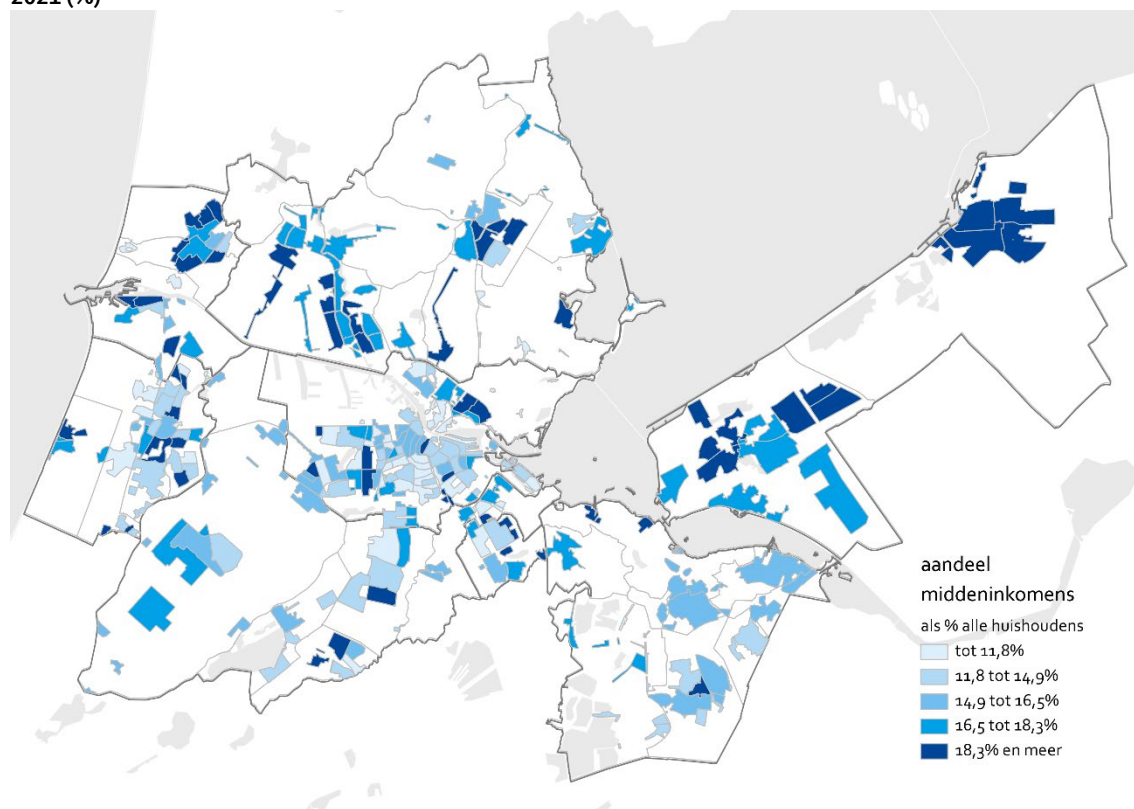 2021 (%)
aandeel
middeninkomens
als % alle huishoudens
tot 11,8%
11,8 tot 14,9%
14,9 tot 16,5%
16,5 tot 18,3%
18,3% en meer